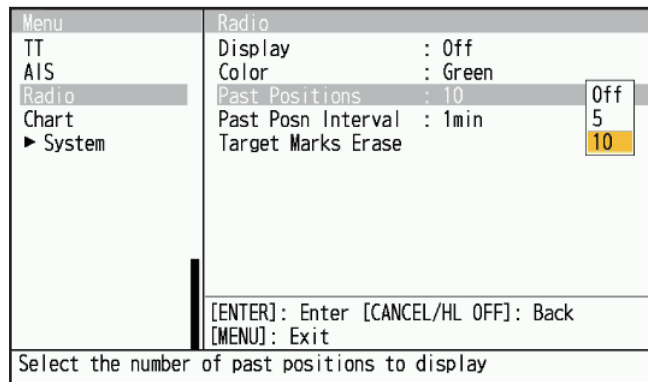 Menu
TT
AIS
Radio
Chart
► System
Radio
Display : Off
Color : Green
Past Positions : 10
Past Posn Interval : 1min
Target Marks Erase
Off
5
10
[ENTER]: Enter [CANCEL/HL OFF]: Back
[MENU]: Exit
Select the number of past positions to display